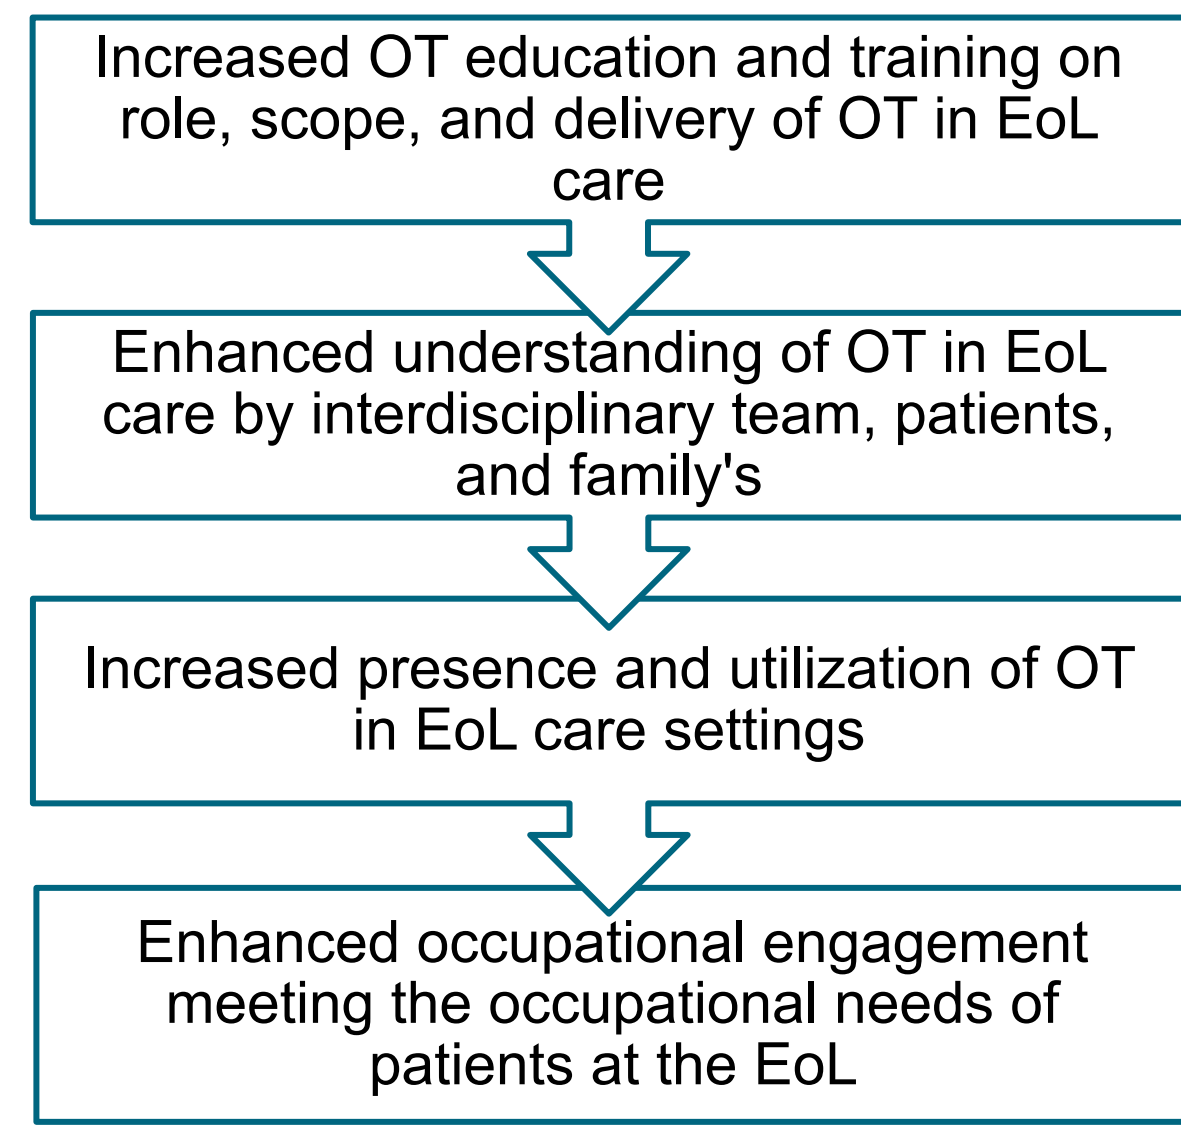 Increased OT education and training on
role, scope, and delivery of OT in EoL
care
Enhanced understanding of OT in EoL
care by interdisciplinary team, patients,
and family's
Increased presence and utilization of OT
in EoL care settings
Enhanced occupational engagement
meeting the occupational needs of
patients at the EoL